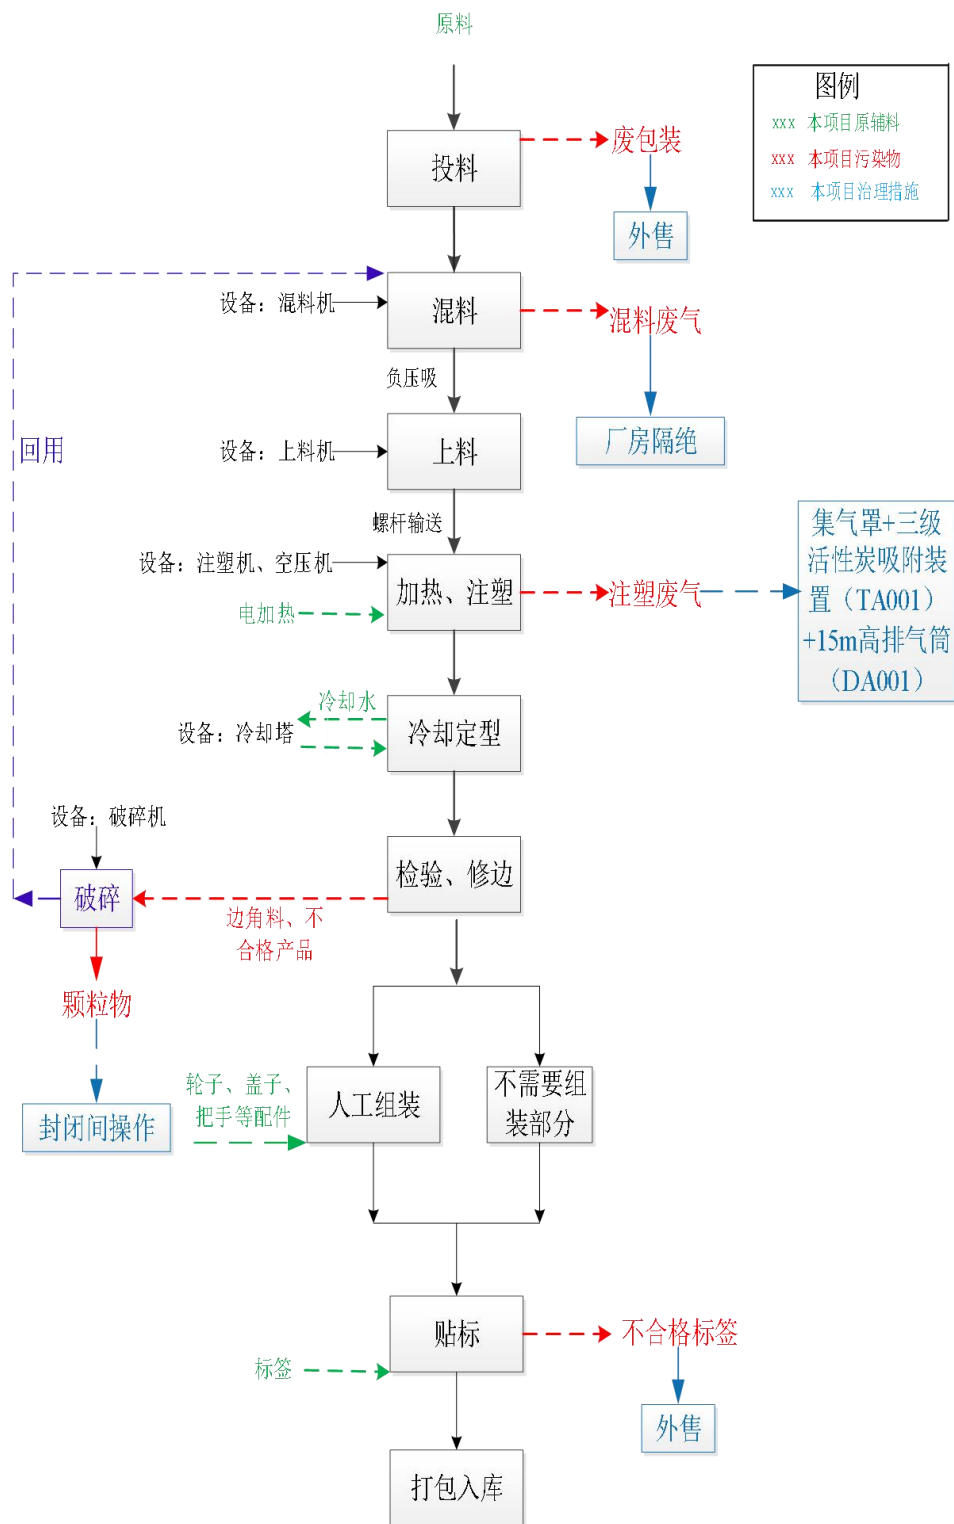 原料
图例
xxx 本项目原辅料
xxx 本项目污染物
xxx 本项目治理措施
投料
废包装
外售
设备：混料机
混料
混料废气
负压吸
厂房隔绝
回用
设备：上料机
上料
螺杆输送
设备：注塑机、空压机
加热、注塑
电加热
注塑废气
集气罩+三级
活性炭吸附装
置（TA001）
+15m高排气筒
（DA001）
冷却水
设备：冷却塔
冷却定型
设备：破碎机
破碎
检验、修边
边角料、不
合格产品
颗粒物
封闭间操作
轮子、盖子、
把手等配件
人工组装
不需要组
装部分
贴标
不合格标签
标签
外售
打包入库